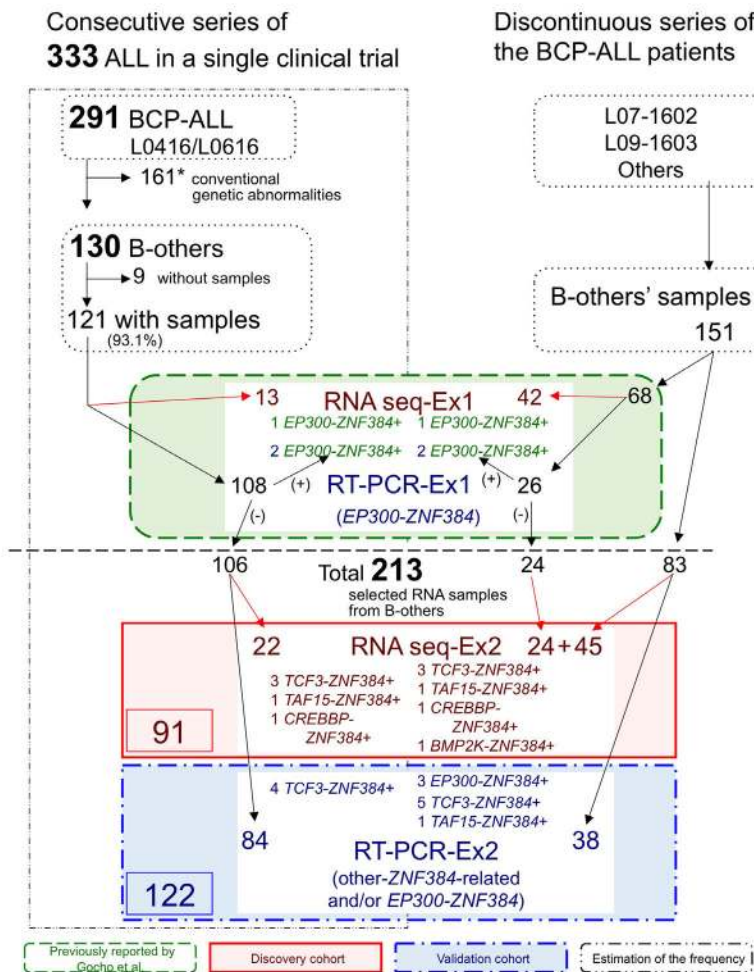 Consecutive series of
333 ALL in a single clinical trial
Discontinuous series of
the BCP-ALL patients
291 BCP-ALL
L0416/L0616
161* conventional
genetic abnormalities
130 B-others
9 without samples
121 with samples
(93.1%)
L07-1602
L09-1603
Others
B-others' samples
151
13 RNA seq-Ex1 42 68
1 EP300-ZNF384+ 1 EP300-ZNF384+
2 EP300-ZNF384+ 2 EP300-ZNF384+
108 (+) (+) 26
RT-PCR-Ex1
(-) (EP300-ZNF384) (-)
106 Total 213 24 83
selected RNA samples
from B-others
22 RNA seq-Ex2 24+45
3 TCF3-ZNF384+
1 TAF15-ZNF384+
1 CREBBP-
ZNF384+
3 TCF3-ZNF384+
1 TAF15-ZNF384+
1 CREBBP-
ZNF384+
1 BMP2K-ZNF384+
91
4 TCF3-ZNF384+
3 EP300-ZNF384+
5 TCF3-ZNF384+
1 TAF15-ZNF384+
84 38
RT-PCR-Ex2
(other-ZNF384-related
and/or EP300-ZNF384)
122
Previously reported by
Gocho et al.
Discovery cohort
Validation cohort
Estimation of the frequency